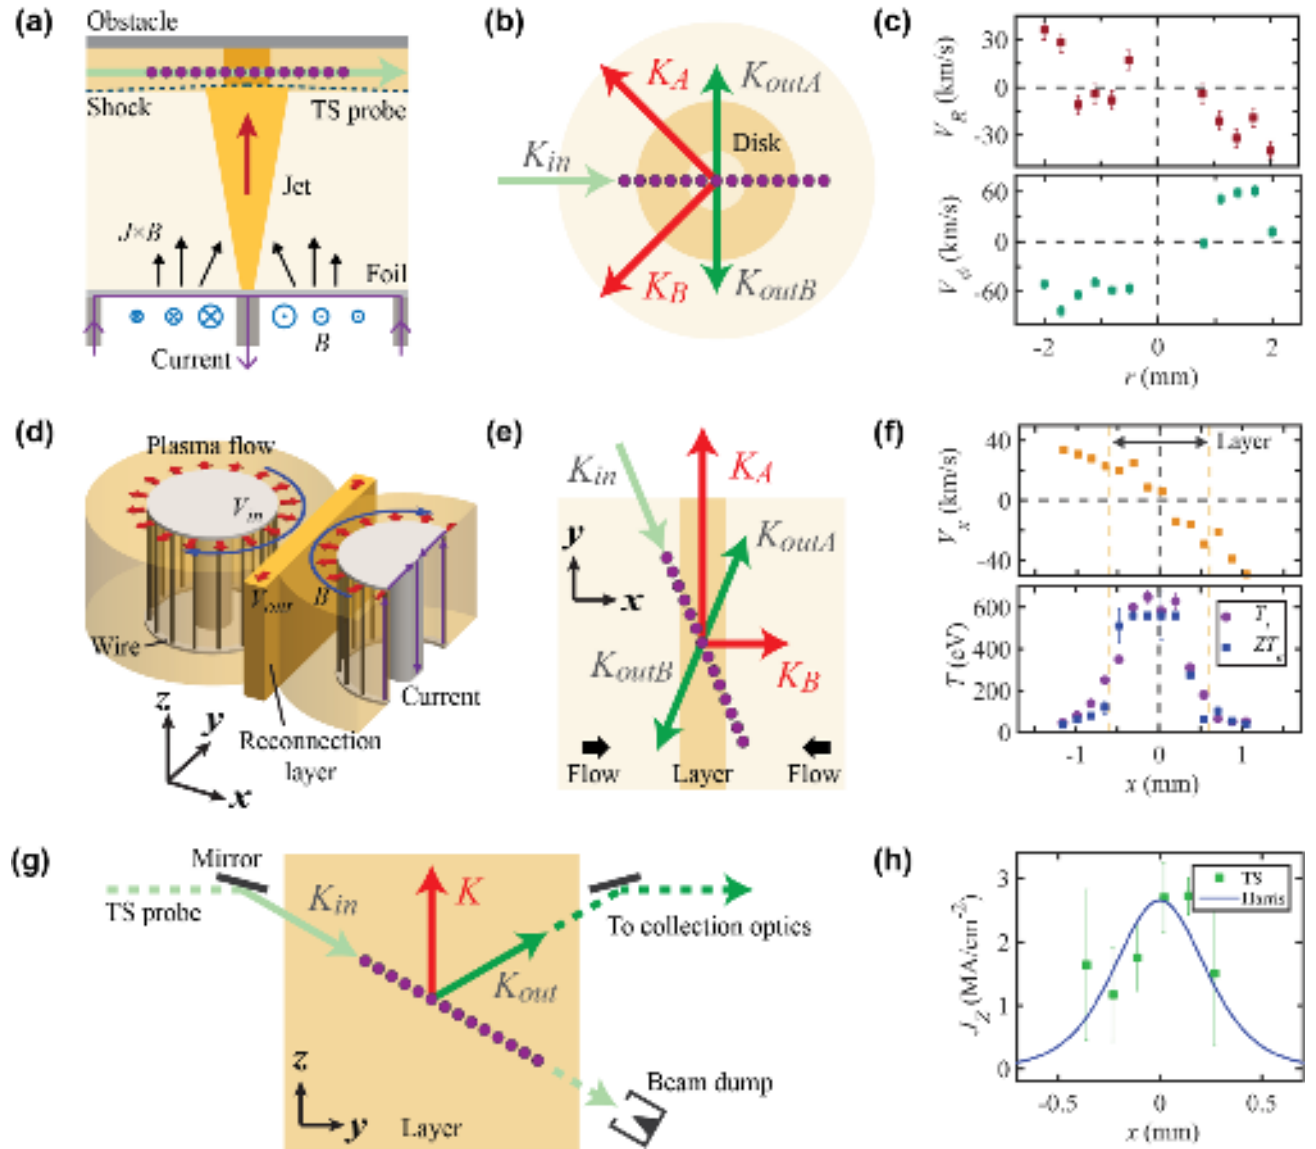 (a)
Obstacle
Shock
TS probe
Jet
J×B
Foil
B
Current
(b)
K_A
K_outA
K_in
Disk
K_B
K_outB
(c)
30
0
-30
V_R (km/s)
60
0
-60
V_ϕ (km/s)
-2
0
2
r (mm)
(d)
Plasma flow
V_in
V_out
B
Wire
Current
Reconnection
layer
z
y
x
(e)
K_in
K_A
K_outA
y
x
K_outB
K_B
Flow
Layer
Flow
(f)
40
0
-40
V_x (km/s)
Layer
600
400
200
0
T (eV)
T_i
ZT_e
-1
0
1
x (mm)
(g)
Mirror
TS probe
K_in
K
K_out
To collection optics
z
y
Layer
Beam dump
(h)
3
2
1
0
J_Z (MA/cm⁻²)
TS
Harris
-0.5
0
0.5
x (mm)